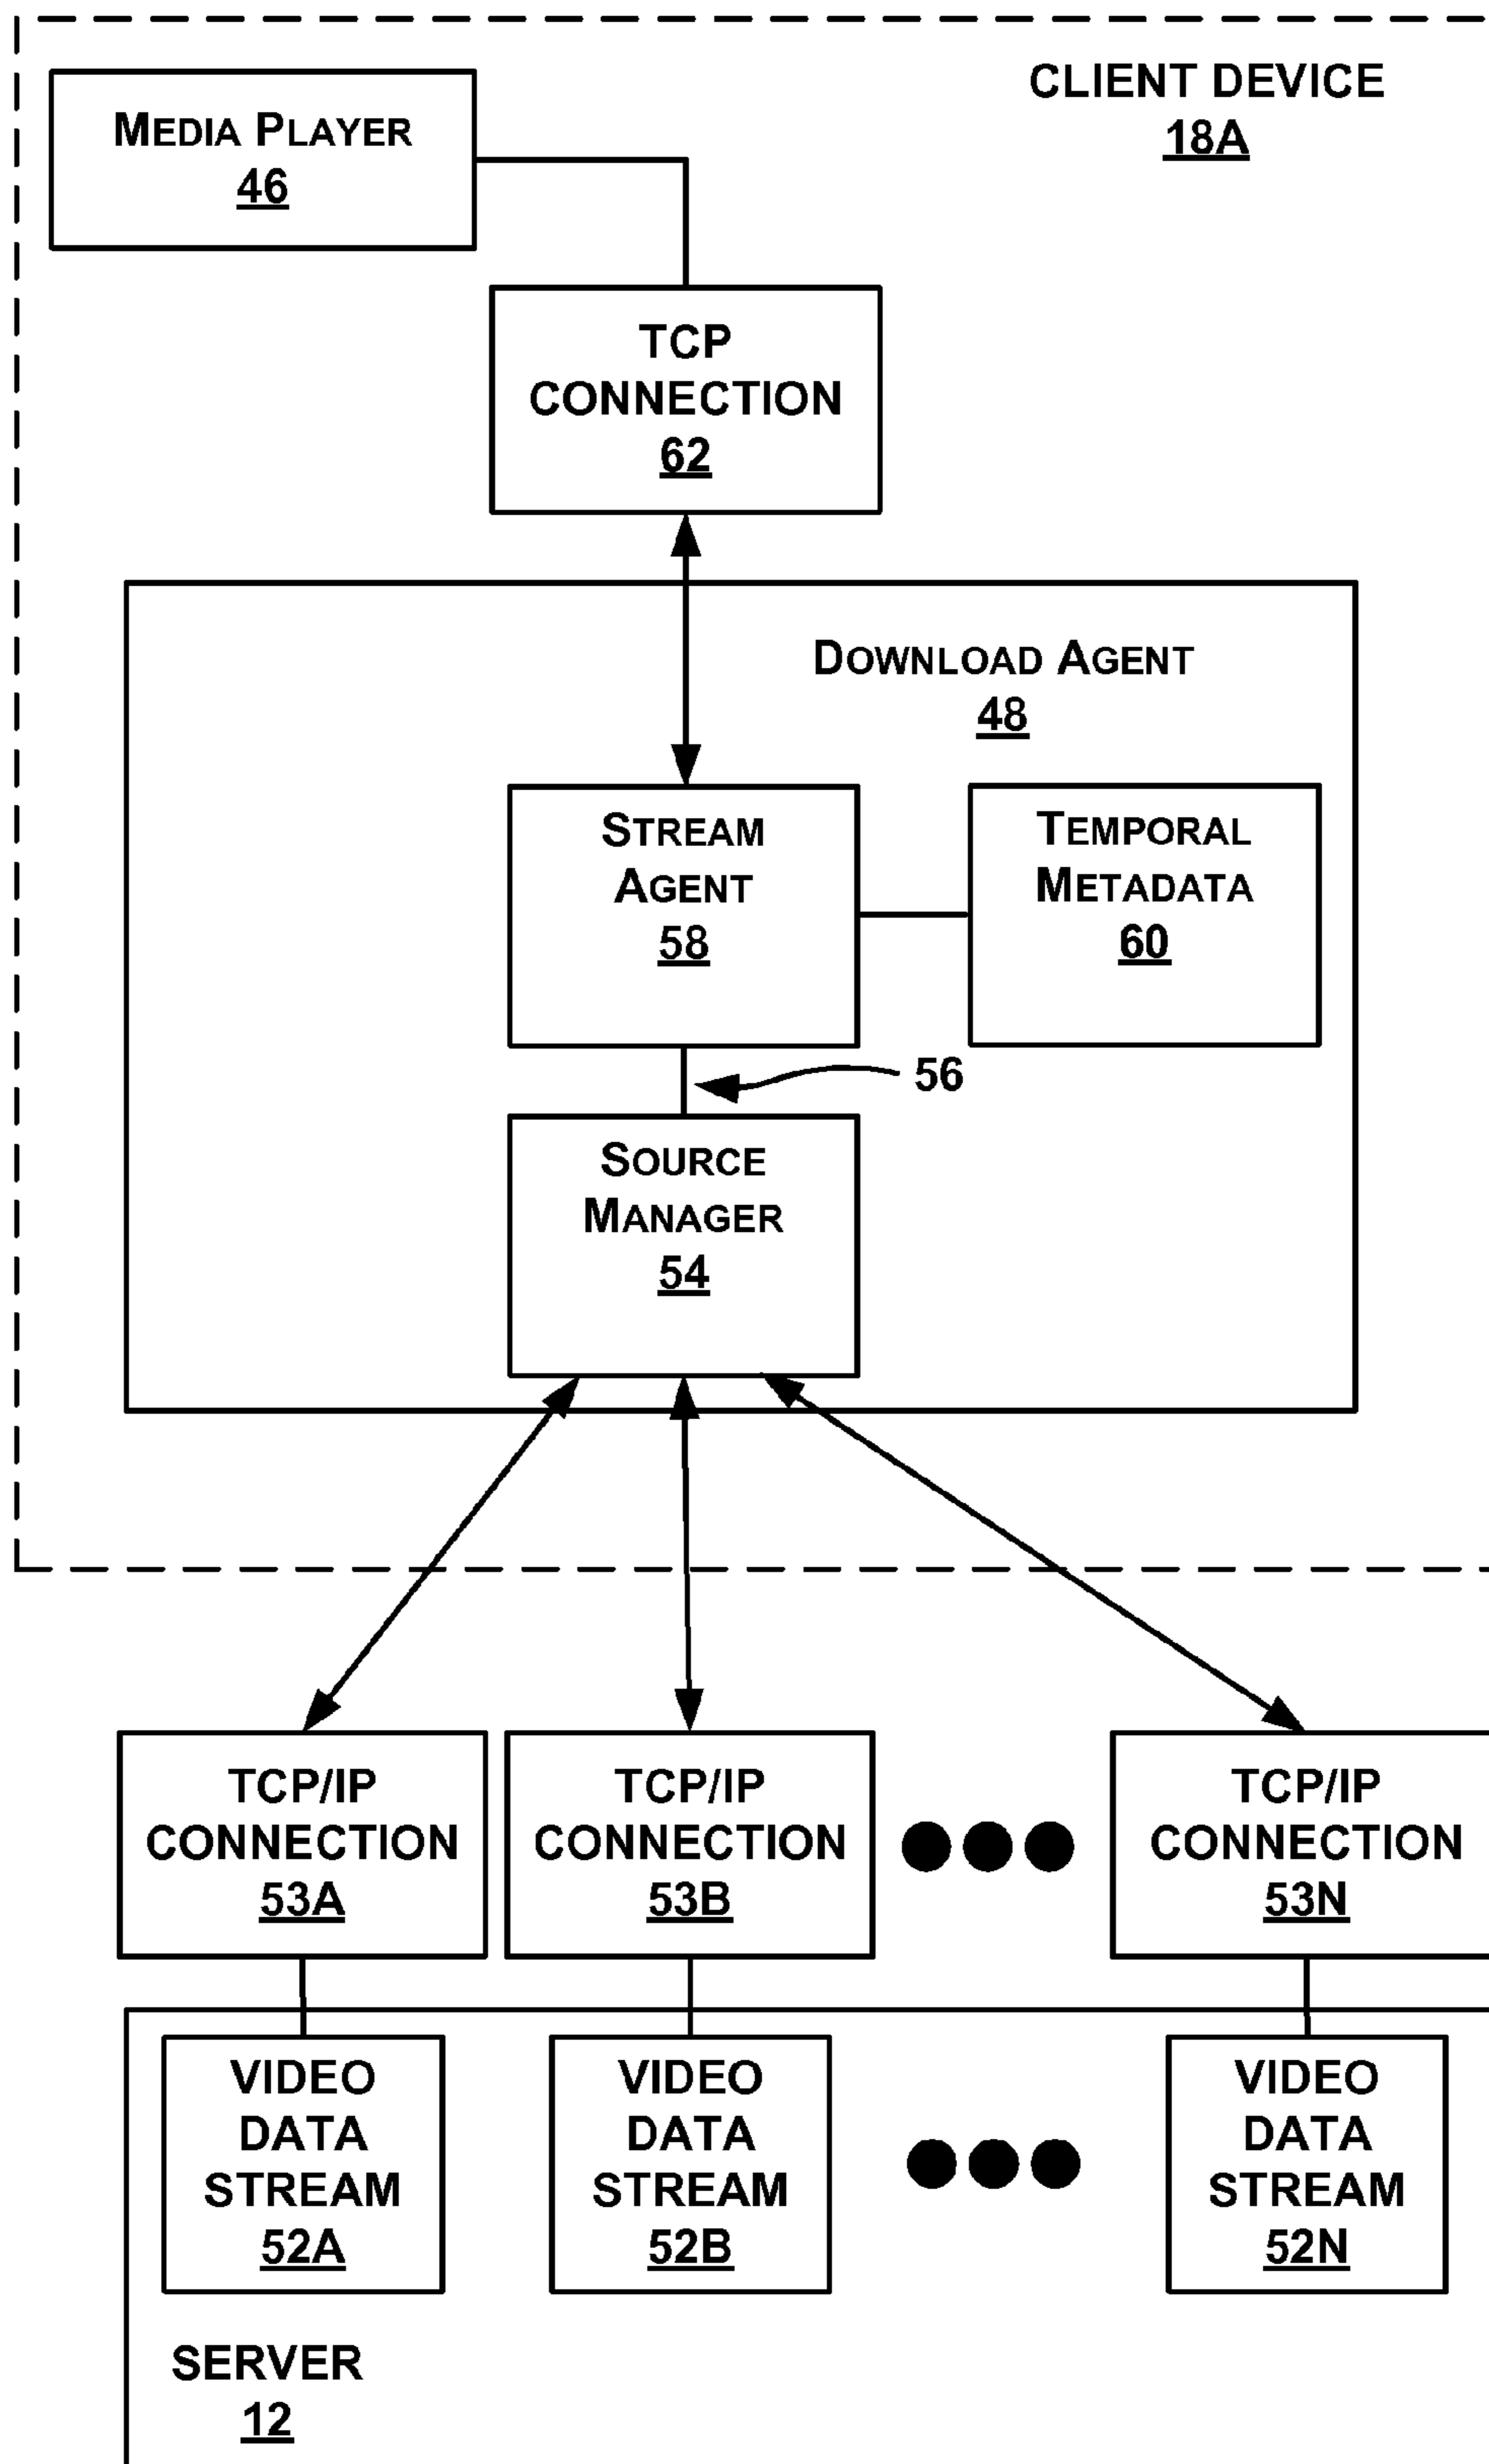 CLIENT DEVICE
18A
MEDIA PLAYER
46
TCP
CONNECTION
62
DOWNLOAD AGENT
48
STREAM
AGENT
58
TEMPORAL
METADATA
60
56
SOURCE
MANAGER
54
TCP/IP
CONNECTION
53A
TCP/IP
CONNECTION
53B
TCP/IP
CONNECTION
53N
VIDEO
DATA
STREAM
52A
VIDEO
DATA
STREAM
52B
VIDEO
DATA
STREAM
52N
SERVER
12